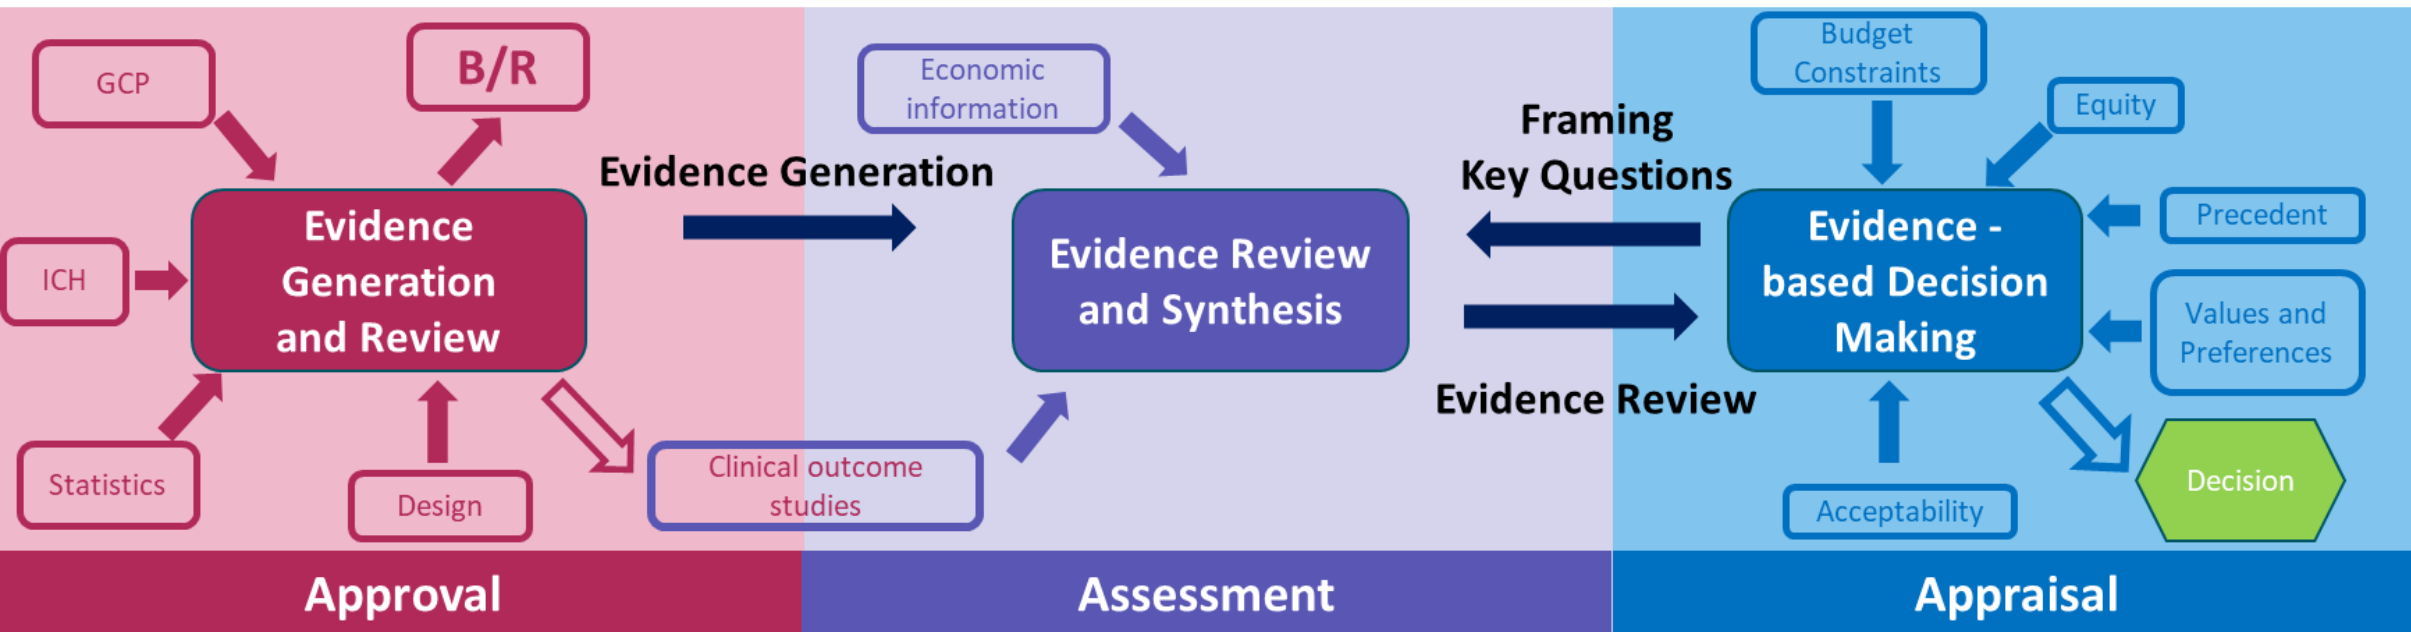 GCP
B/R
ICH
Evidence
Generation
and Review
Statistics
Design
Evidence Generation
Clinical outcome
studies
Economic
information
Evidence Review
and Synthesis
Framing
Key Questions
Evidence Review
Budget
Constraints
Equity
Precedent
Values and
Preferences
Evidence -
based Decision
Making
Acceptability
Decision
Approval
Assessment
Appraisal